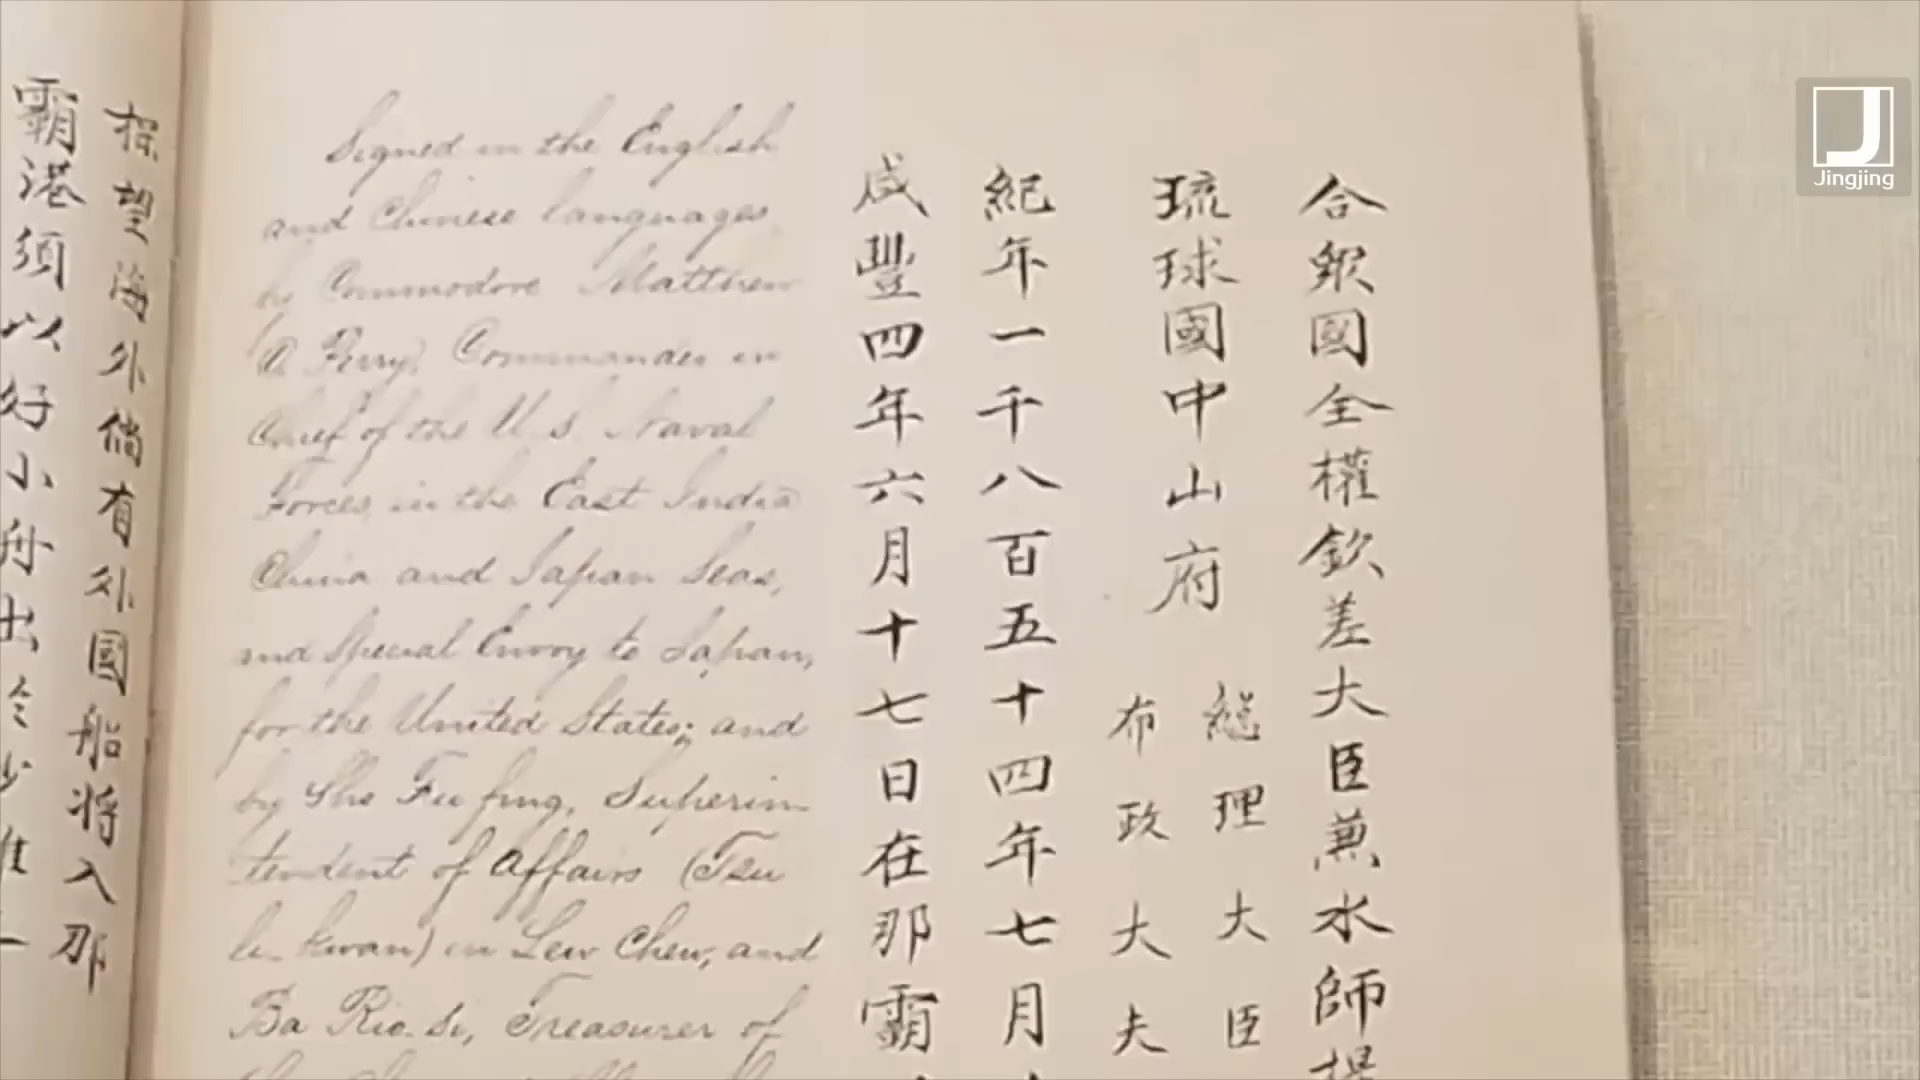 合衆國全權欽差大臣兼水師提
琉球國中山府
總理大臣
布政大夫
紀年一千八百五十四年七月
咸豐四年六月十七日在那霸
Signed in the English
and Chinese languages
by Commodore Matthew
C Perry, Commander in
Chief of the U. S. Naval
Forces in the East India
China and Japan Seas,
and Special Envoy to Japan,
for the United States; and
by Sho Fu fing, Superin
tendent of Affairs (Tsu
li-kwan) in Lew Chew, and
Ba Rio-si, Treasurer of
探望海外倘有外國船將入那
霸港須以好小舟出
Jingjing